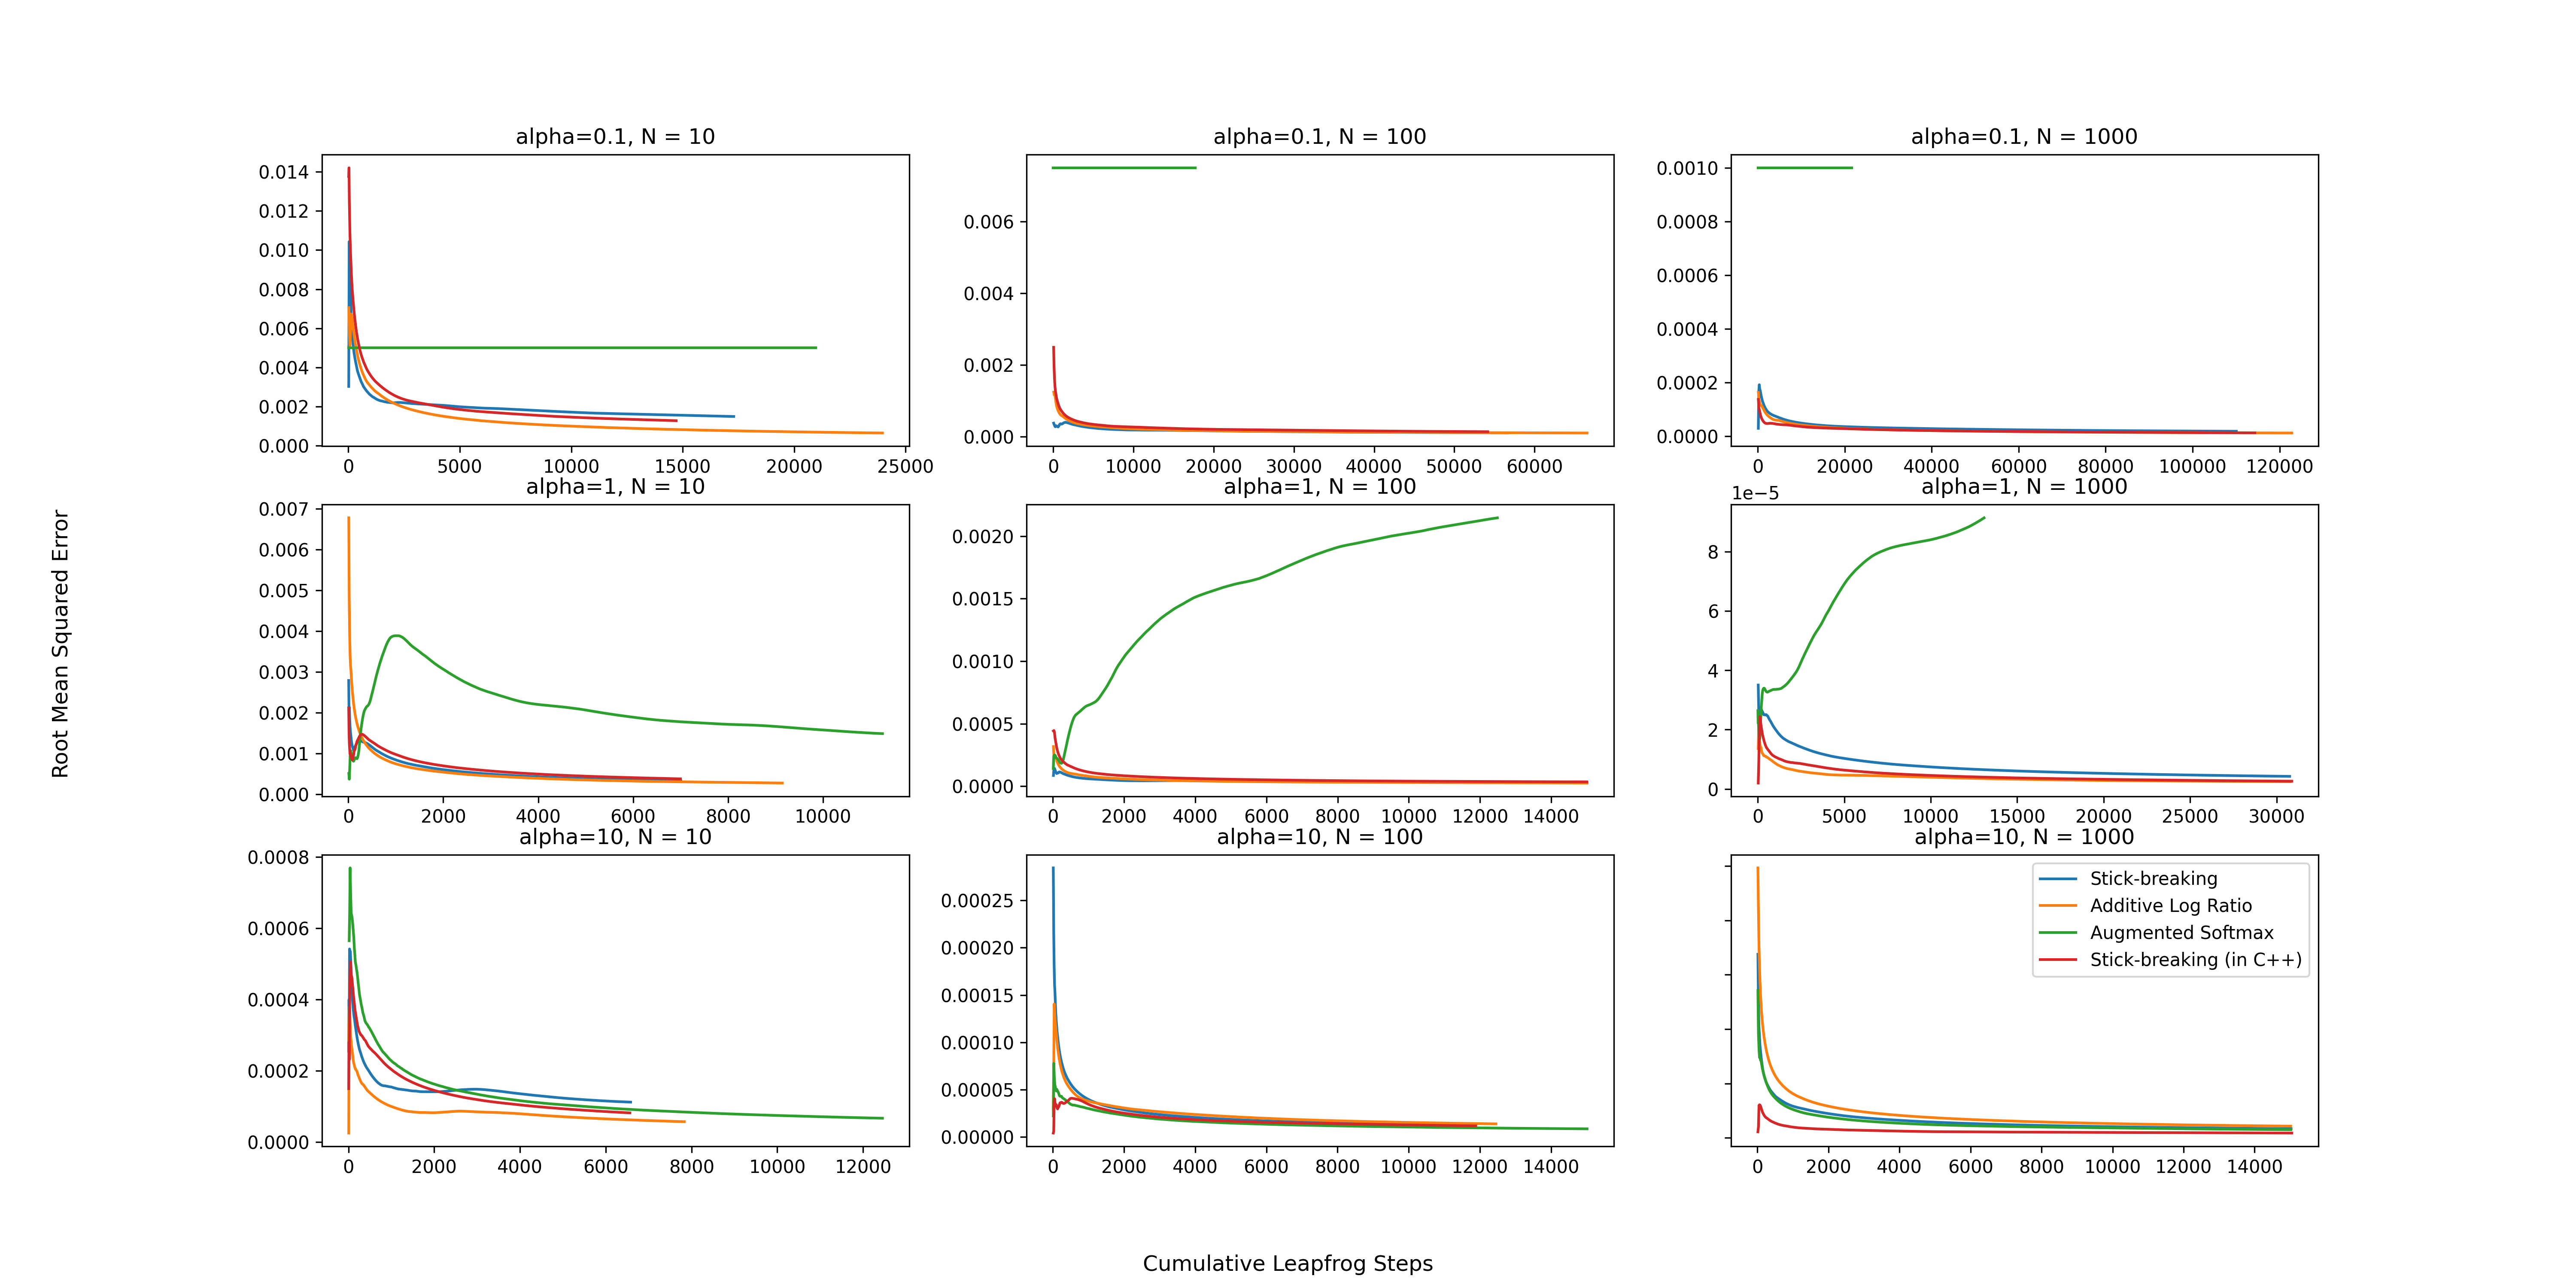 alpha=0.1, N = 10
alpha=0.1, N = 100
alpha=0.1, N = 1000
0.014
0.012
0.010
0.008
0.006
0.004
0.002
0.000
0 5000 10000 15000 20000 25000
0.006
0.004
0.002
0.000
0 10000 20000 30000 40000 50000 60000
0.0010
0.0008
0.0006
0.0004
0.0002
0.0000
0 20000 40000 60000 80000 100000 120000
Root Mean Squared Error
alpha=1, N = 10
alpha=1, N = 100
1e−5
alpha=1, N = 1000
0.007
0.006
0.005
0.004
0.003
0.002
0.001
0.000
0 2000 4000 6000 8000 10000
0.0020
0.0015
0.0010
0.0005
0.0000
0 2000 4000 6000 8000 10000 12000 14000
8
6
4
2
0
0 5000 10000 15000 20000 25000 30000
alpha=10, N = 10
alpha=10, N = 100
alpha=10, N = 1000
0.0008
0.0006
0.0004
0.0002
0.0000
0 2000 4000 6000 8000 10000 12000
0.00025
0.00020
0.00015
0.00010
0.00005
0.00000
0 2000 4000 6000 8000 10000 12000 14000
Stick-breaking
Additive Log Ratio
Augmented Softmax
Stick-breaking (in C++)
0 2000 4000 6000 8000 10000 12000 14000
Cumulative Leapfrog Steps